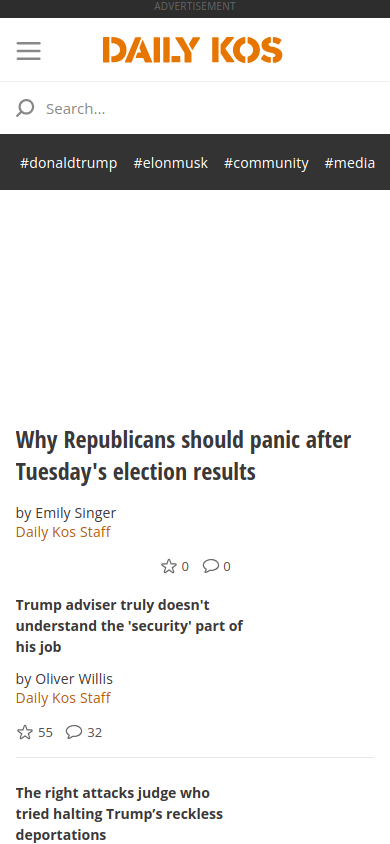 ADVERTISEMENT
DAILY KOS
Search...
#donaldtrump #elonmusk #community #media
Why Republicans should panic after
Tuesday's election results
by Emily Singer
Daily Kos Staff
0 0
Trump adviser truly doesn't
understand the 'security' part of
his job
by Oliver Willis
Daily Kos Staff
55 32
The right attacks judge who
tried halting Trump’s reckless
deportations